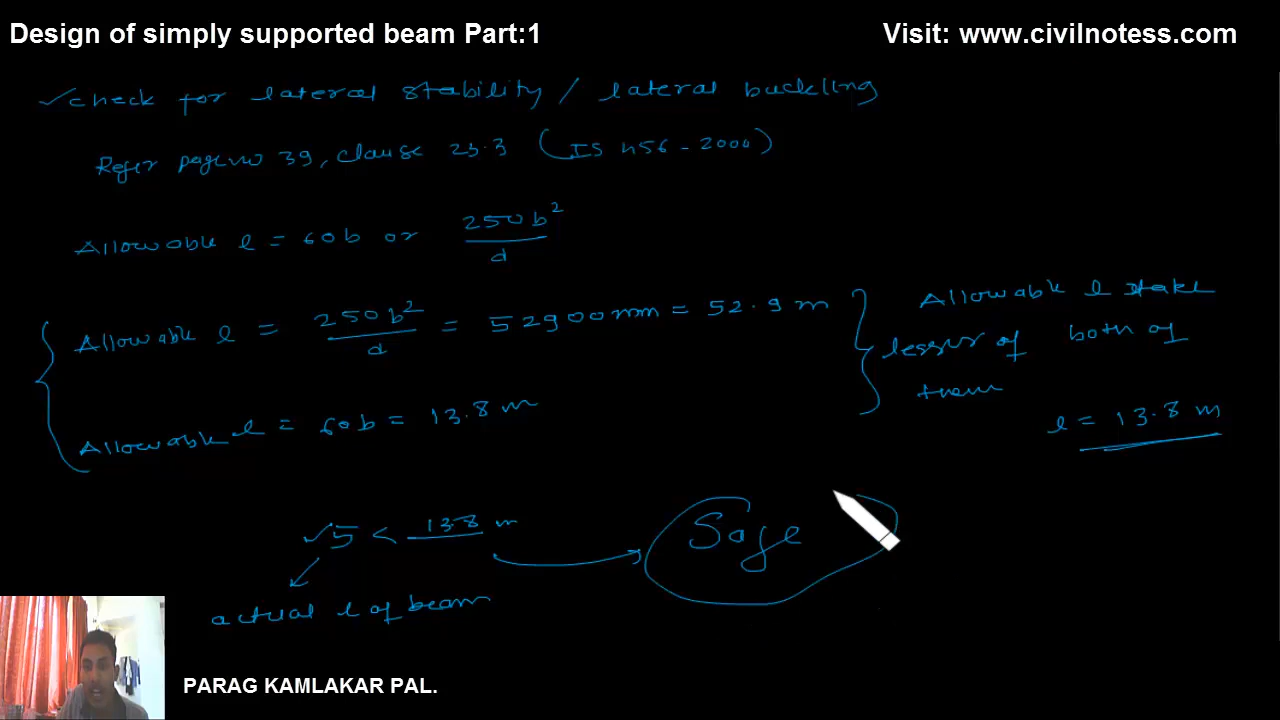 Design of simply supported beam Part:1
Visit: www.civilnotess.com
✓check for lateral stability / lateral buckling
Refer page no 39, clause 23.3 (IS 456 - 2000)
Allowable l = 60b or 250b² / d
Allowable l = 250b² / d = 52900mm = 52.9 m
Allowable l = 60b = 13.8 m
Allowable l take
lesser of both of
them
l = 13.8 m
✓5 < 13.8 m
Safe
actual l of beam
PARAG KAMLAKAR PAL.